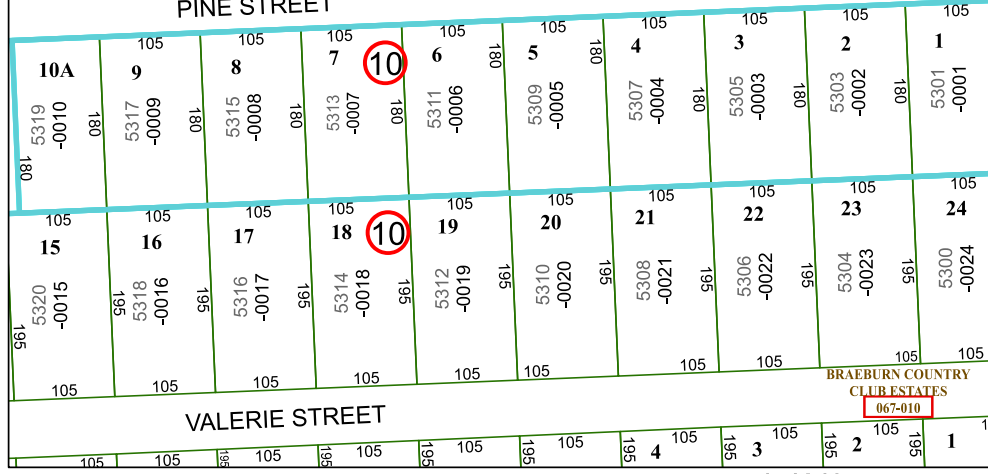 PINE STREET
105 105 105 105 105 105 105 105 105 105
10A 9 8 7 10 6 5 4 3 2 1
5319 5317 5315 5313 5311 5309 5307 5305 5303 5301
-0010 -0009 -0008 -0007 -0006 -0005 -0004 -0003 -0002 -0001
180 180 180 180 180 180 180 180 180 180
105 105 105 105 105 105 105 105 105 105
15 16 17 18 10 19 20 21 22 23 24
5320 5318 5316 5314 5312 5310 5308 5306 5304 5300
-0015 -0016 -0017 -0018 -0019 -0020 -0021 -0022 -0023 -0024
195 195 195 195 195 195 195 195 195 195
105 105 105 105 105 105 105 105 105 105
BRAEBURN COUNTRY
CLUB ESTATES
067-010
VALERIE STREET
105 105 105 105 105 105 105 105 105
195 195 195 195 195 195 195 195
4 3 2 1